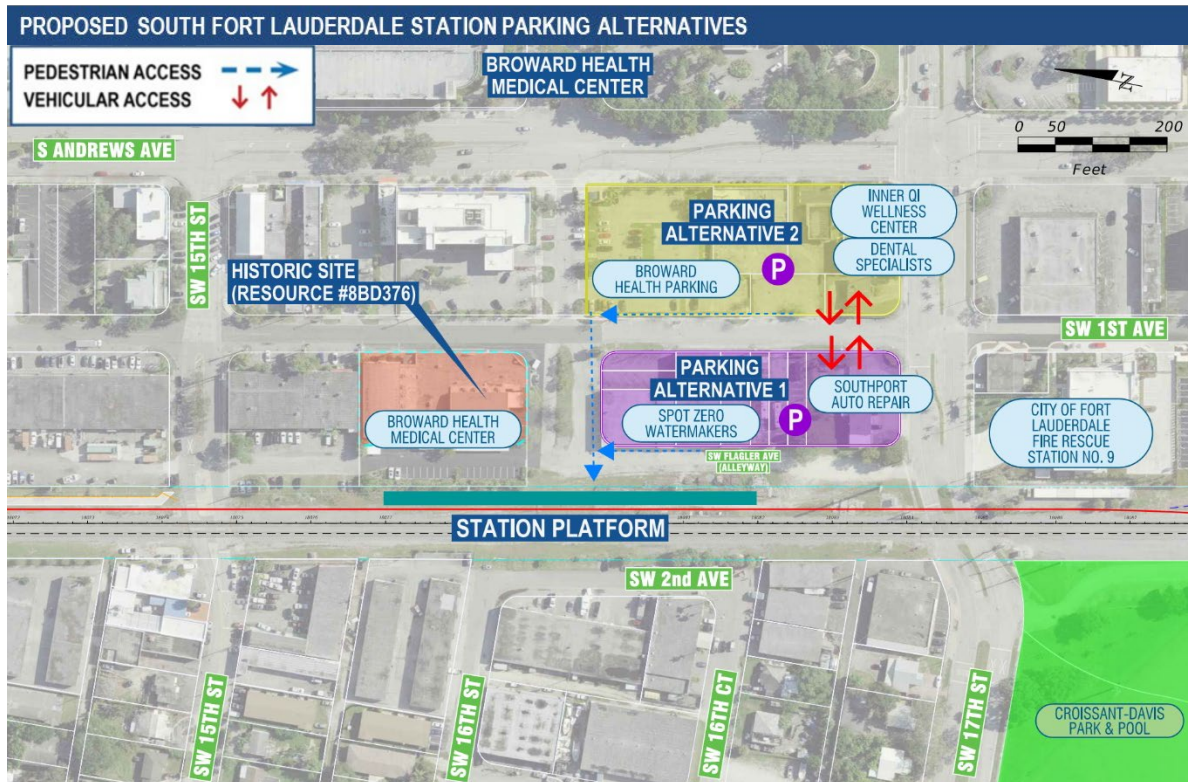 PROPOSED SOUTH FORT LAUDERDALE STATION PARKING ALTERNATIVES
PEDESTRIAN ACCESS
VEHICULAR ACCESS
BROWARD HEALTH
MEDICAL CENTER
N
0 50 200
Feet
S ANDREWS AVE
SW 15TH ST
HISTORIC SITE
(RESOURCE #8BD376)
PARKING
ALTERNATIVE 2
P
INNER QI
WELLNESS
CENTER
DENTAL
SPECIALISTS
BROWARD
HEALTH PARKING
SW 1ST AVE
PARKING
ALTERNATIVE 1
P
SPOT ZERO
WATERMAKERS
SOUTHPORT
AUTO REPAIR
BROWARD HEALTH
MEDICAL CENTER
CITY OF FORT
LAUDERDALE
FIRE RESCUE
STATION NO. 9
SW FLAGLER AVE
(ALLEYWAY)
STATION PLATFORM
SW 2nd AVE
SW 15TH ST
SW 16TH ST
SW 16TH CT
SW 17TH ST
CROISSANT-DAVIS
PARK & POOL